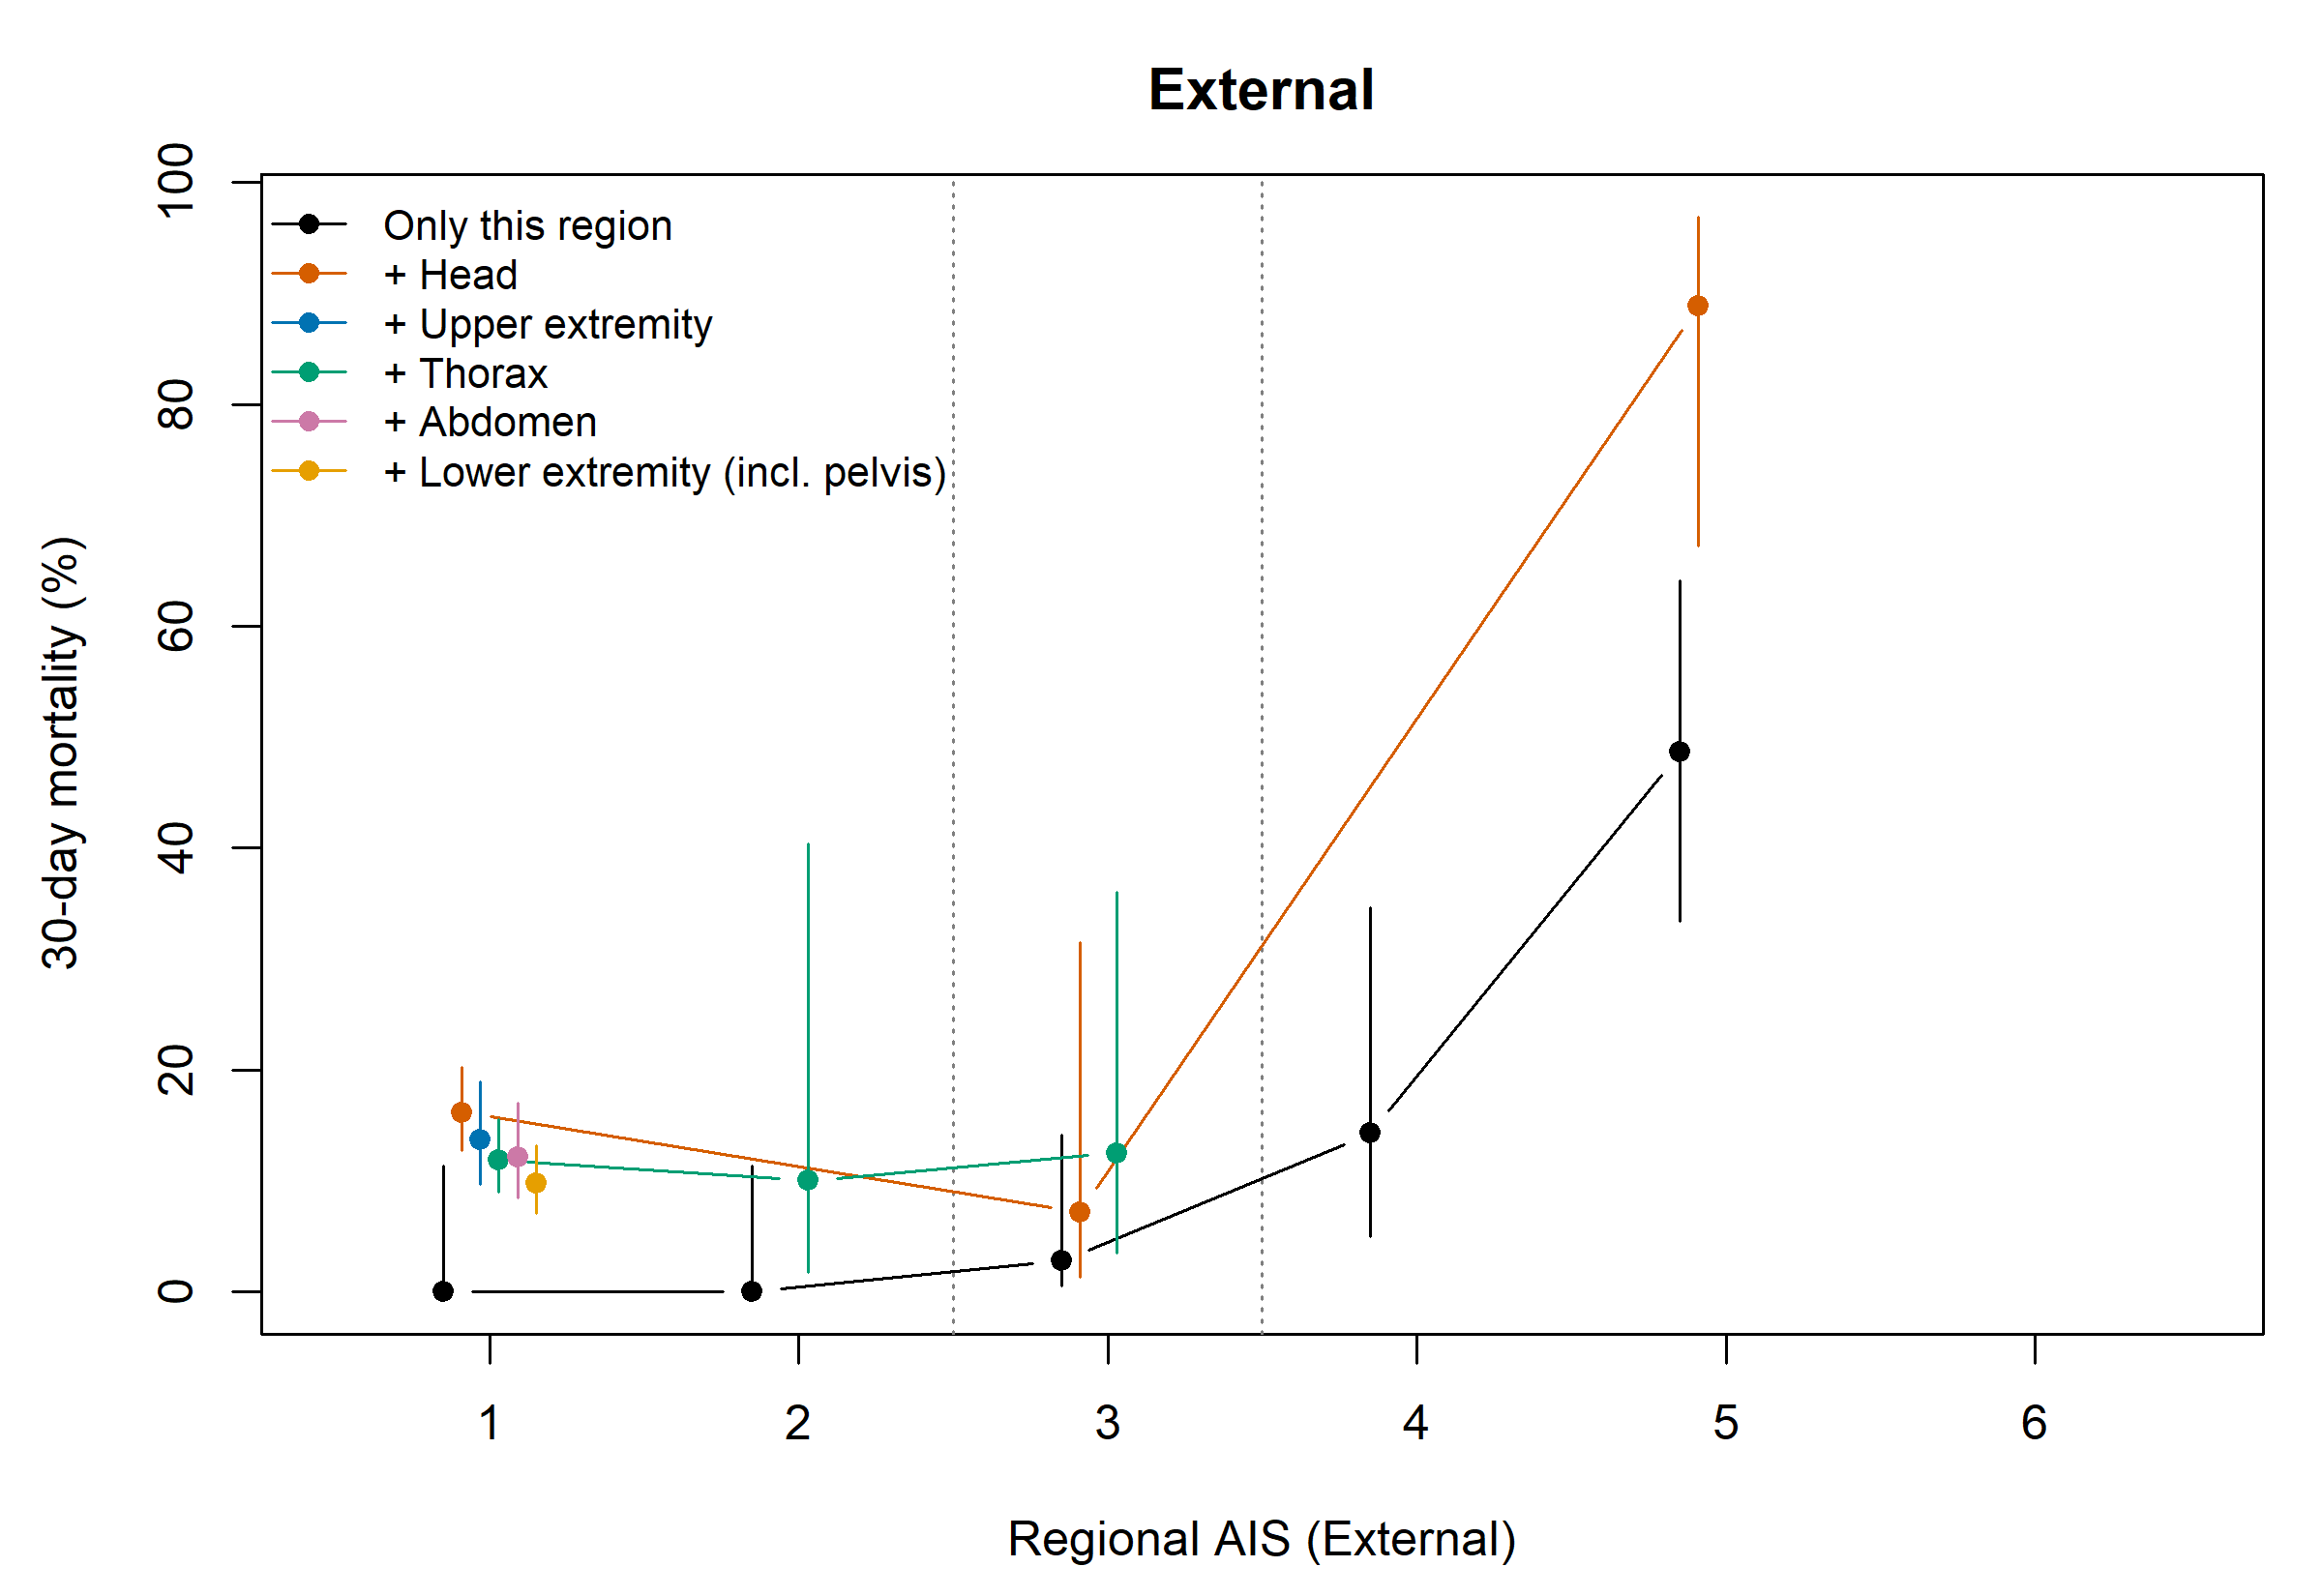 External
100
80
60
40
20
0
30-day mortality (%)
Only this region
+ Head
+ Upper extremity
+ Thorax
+ Abdomen
+ Lower extremity (incl. pelvis)
1 2 3 4 5 6
Regional AIS (External)